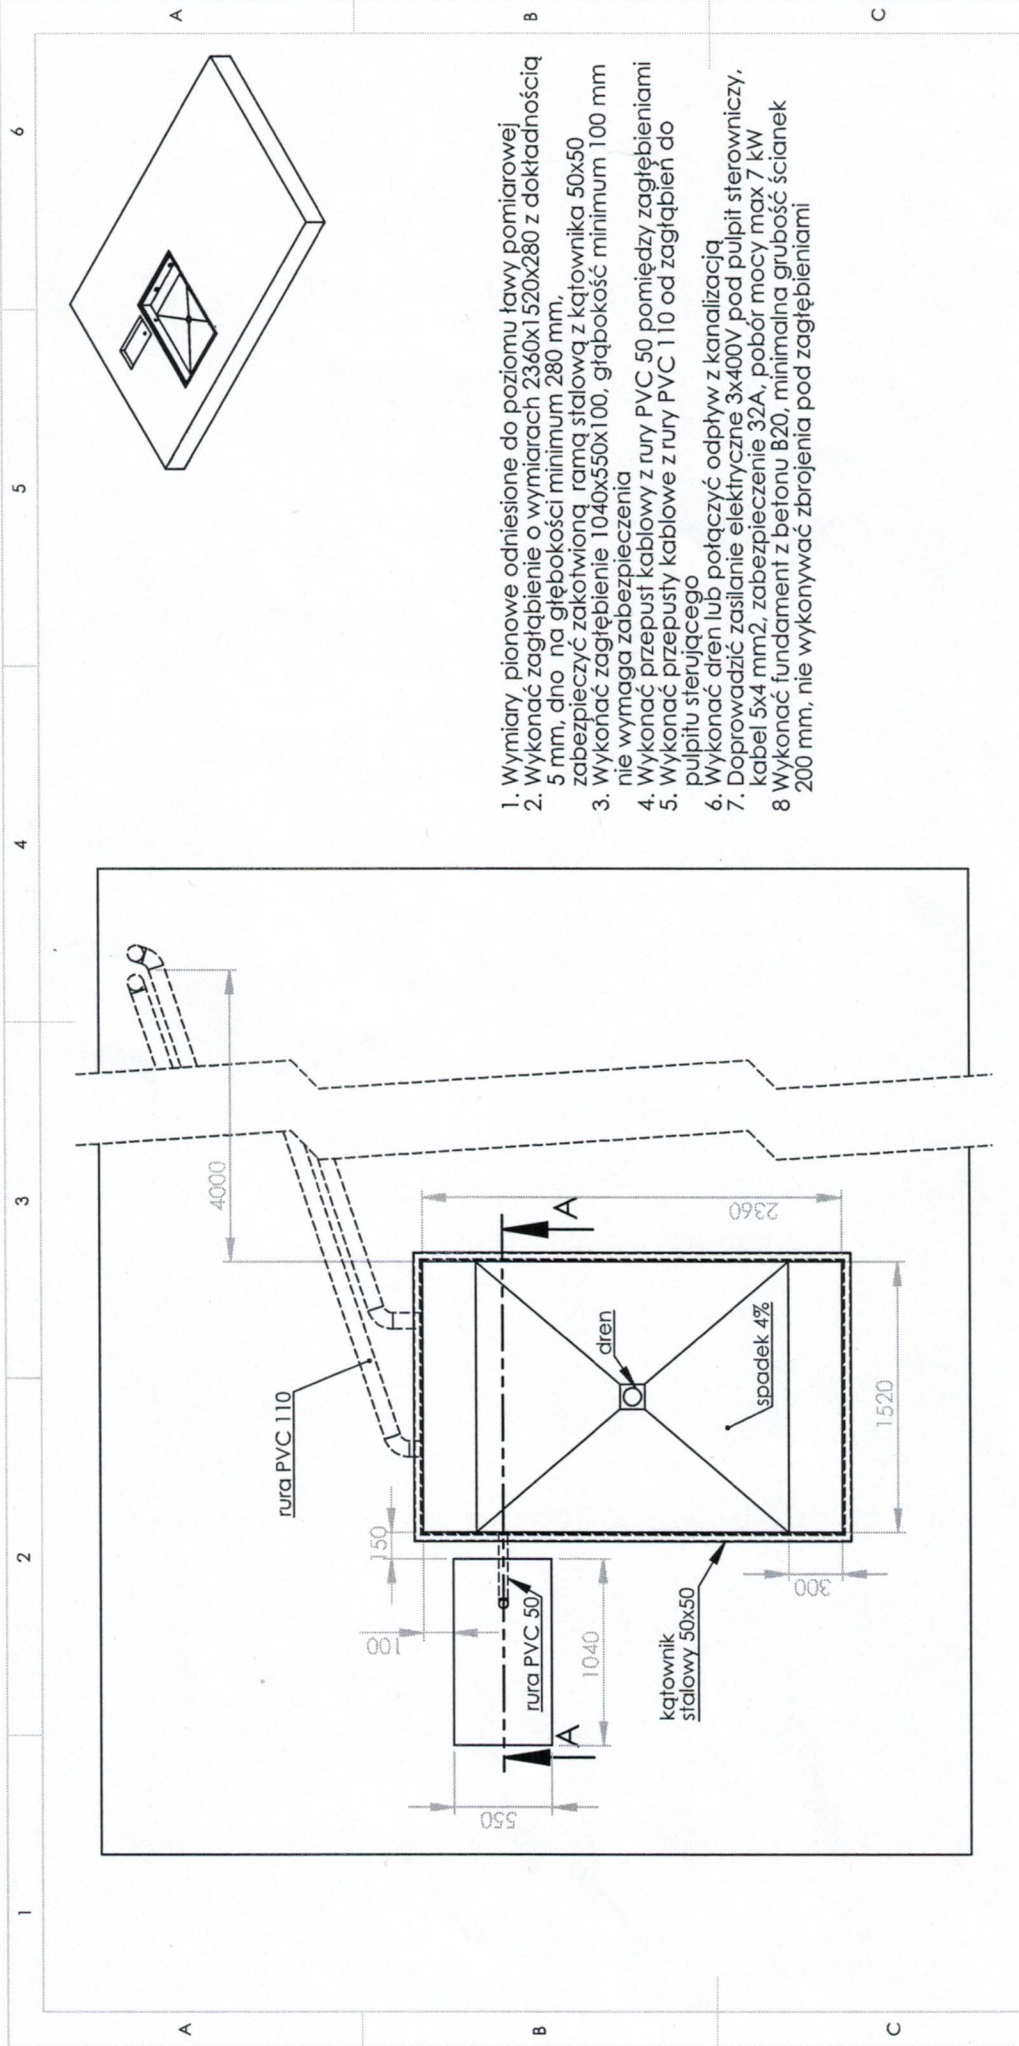 1
2
3
4
5
6
A
A
B
B
C
C
1. Wymiary pionowe odniesione do poziomu ławy pomiarowej
2. Wykonać zagłąbienie o wymiarach 2360x1520x280 z dokładnością
5 mm, dno na głębokości minimum 280 mm,
zabezpieczyć zakotwioną ramą stalową z kątownika 50x50
3. Wykonać zagłębienie 1040x550x100, głąbokość minimum 100 mm
nie wymaga zabezpieczenia
4. Wykonać przepust kablowy z rury PVC 50 pomiędzy zagłębieniami
5. Wykonać przepusty kablowe z rury PVC 110 od zagłąbień do
pulpitu sterującego
6. Wykonać dren lub połączyć odpływ z kanalizacją
7. Doprowadzić zasilanie elektryczne 3x400V pod pulpit sterowniczy,
kabel 5x4 mm2, zabezpieczenie 32A, pobór mocy max 7 kW
8 Wykonać fundament z betonu B20, minimalna grubość ścianek
200 mm, nie wykonywać zbrojenia pod zagłębieniami
4000
rura PVC 110
150
100
550
A
A
rura PVC 50
1040
dren
spadek 4%
2360
1520
300
kątownik
stalowy 50x50